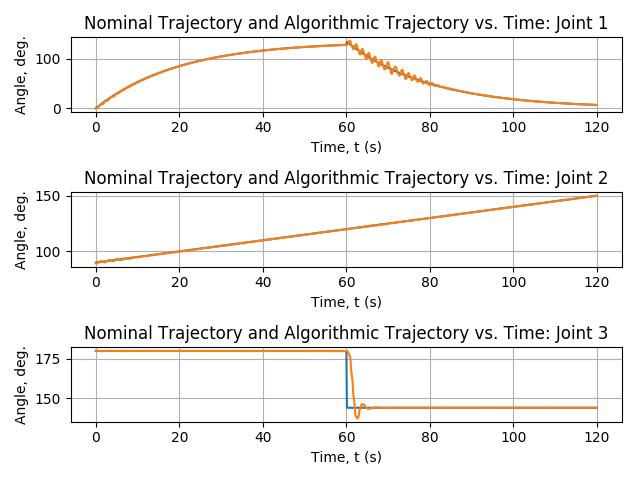 Nominal Trajectory and Algorithmic Trajectory vs. Time: Joint 1
Angle, deg.
100
0
0 20 40 60 80 100 120
Time, t (s)
Nominal Trajectory and Algorithmic Trajectory vs. Time: Joint 2
Angle, deg.
150
100
0 20 40 60 80 100 120
Time, t (s)
Nominal Trajectory and Algorithmic Trajectory vs. Time: Joint 3
Angle, deg.
175
150
0 20 40 60 80 100 120
Time, t (s)